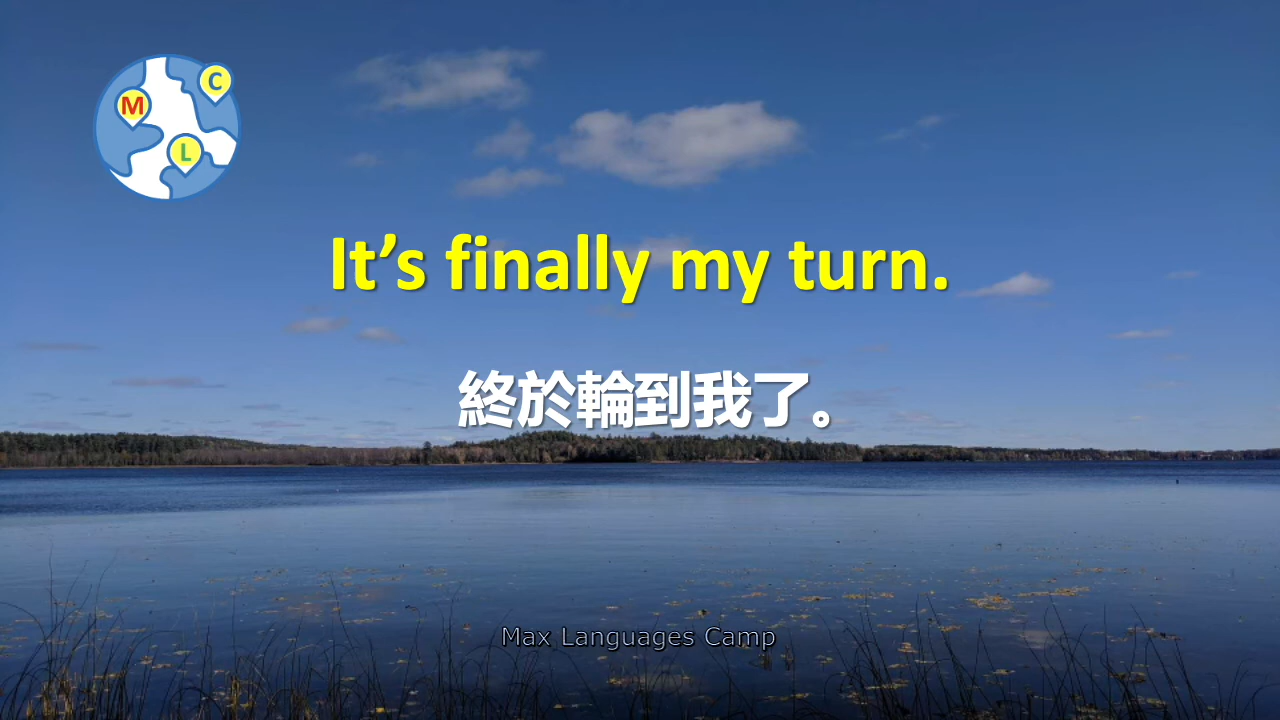 M
C
L
It's finally my turn.
終於輪到我了。
Max Languages Camp